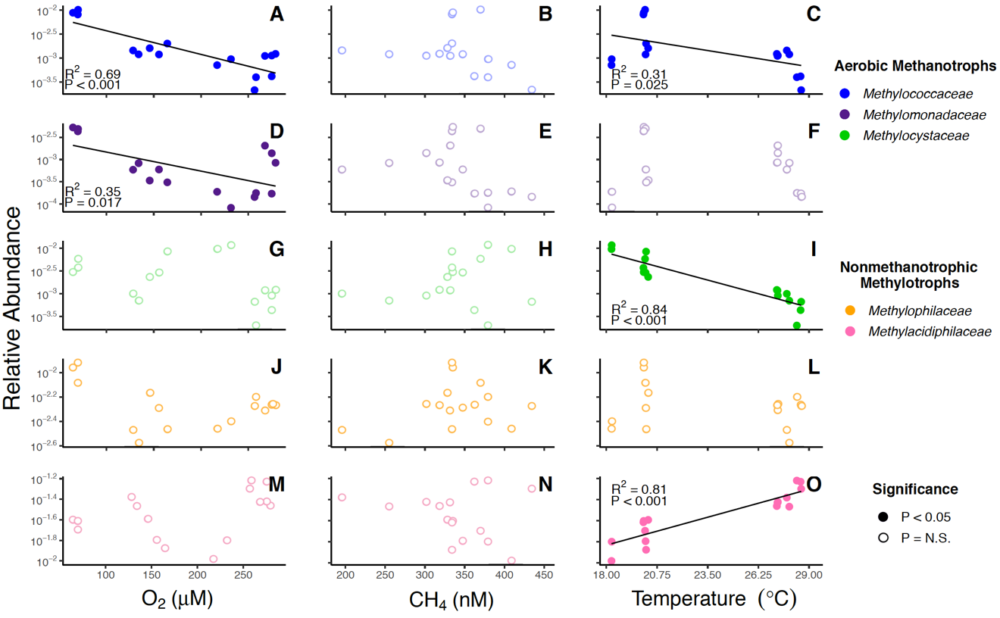 Relative Abundance
A
10⁻²
10⁻²·⁵
10⁻³
10⁻³·⁵
R² = 0.69
P < 0.001
B
C
R² = 0.31
P = 0.025
D
10⁻²·⁵
10⁻³
10⁻³·⁵
10⁻⁴
R² = 0.35
P = 0.017
E
F
G
10⁻²
10⁻²·⁵
10⁻³
10⁻³·⁵
H
I
R² = 0.84
P < 0.001
J
10⁻²
10⁻²·²
10⁻²·⁴
10⁻²·⁶
K
L
M
10⁻¹·²
10⁻¹·⁴
10⁻¹·⁶
10⁻¹·⁸
10⁻²
N
O
R² = 0.81
P < 0.001
100 150 200 250
O₂ (μM)
200 250 300 350 400 450
CH₄ (nM)
18.00 20.75 23.50 26.25 29.00
Temperature (°C)
Aerobic Methanotrophs
Methylococcaceae
Methylomonadaceae
Methylocystaceae
Nonmethanotrophic
Methylotrophs
Methylophilaceae
Methylacidiphilaceae
Significance
P < 0.05
P = N.S.